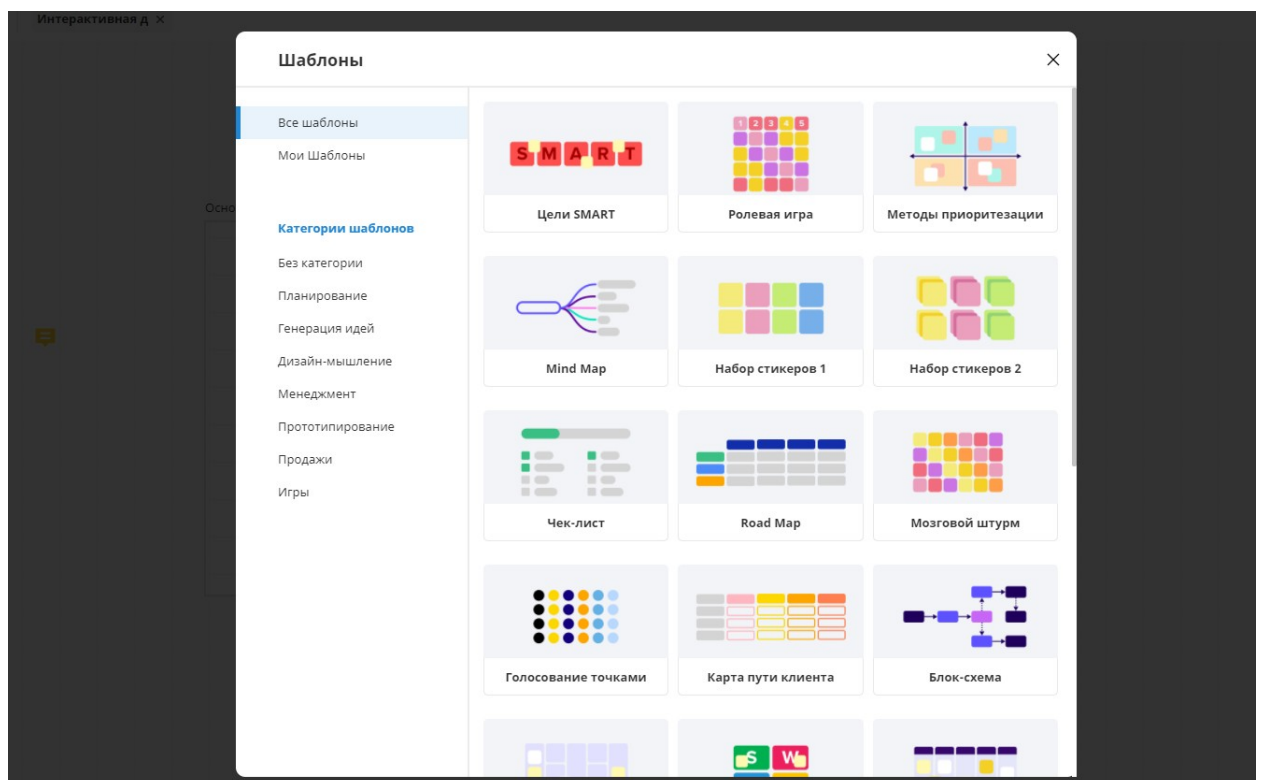 Интерактивная д ×
Шаблоны
Все шаблоны
Мои Шаблоны
Осно
Категории шаблонов
Без категории
Планирование
Генерация идей
Дизайн-мышление
Менеджмент
Прототипирование
Продажи
Игры
S M A R T
1 2 3 4 5
Цели SMART
Ролевая игра
Методы приоритезации
Mind Map
Набор стикеров 1
Набор стикеров 2
Чек-лист
Road Map
Мозговой штурм
Голосование точками
Карта пути клиента
Блок-схема
S W